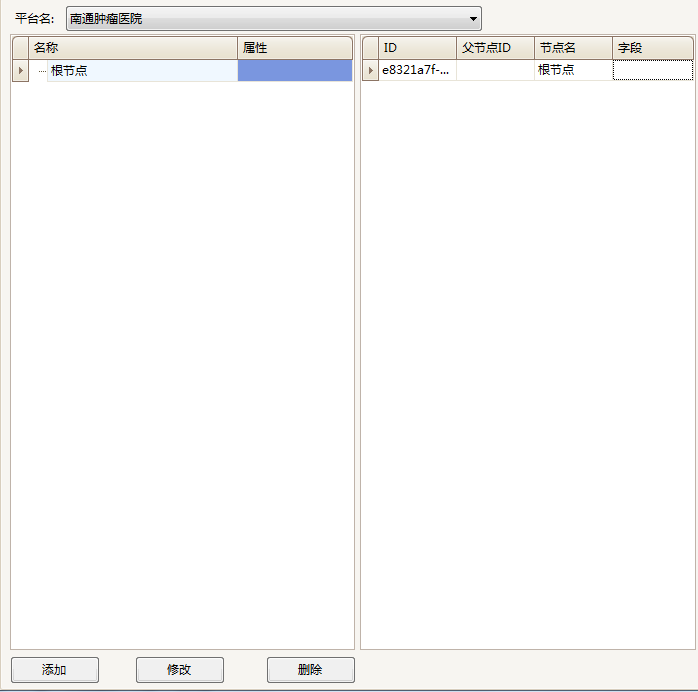 平台名: 南通肿瘤医院
名称 属性
根节点
ID 父节点ID 节点名 字段
e8321a7f-... 根节点
添加 修改 删除